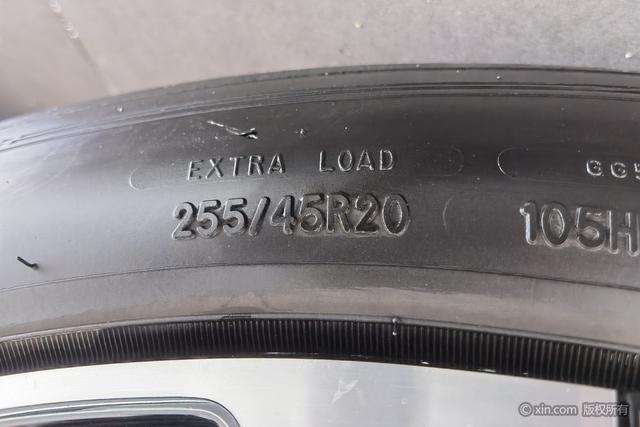 EXTRA LOAD
255/45R20
105H
© xin.com 版权所有